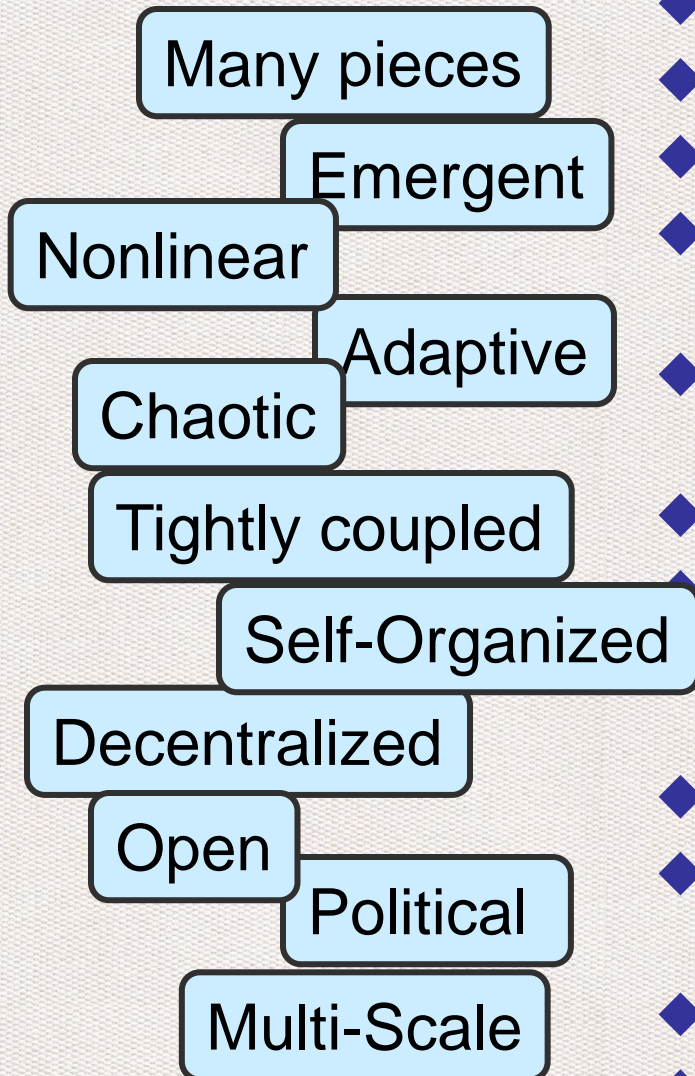 Many pieces
Emergent
Nonlinear
Adaptive
Chaotic
Tightly coupled
Self-Organized
Decentralized
Open
Political
Multi-Scale